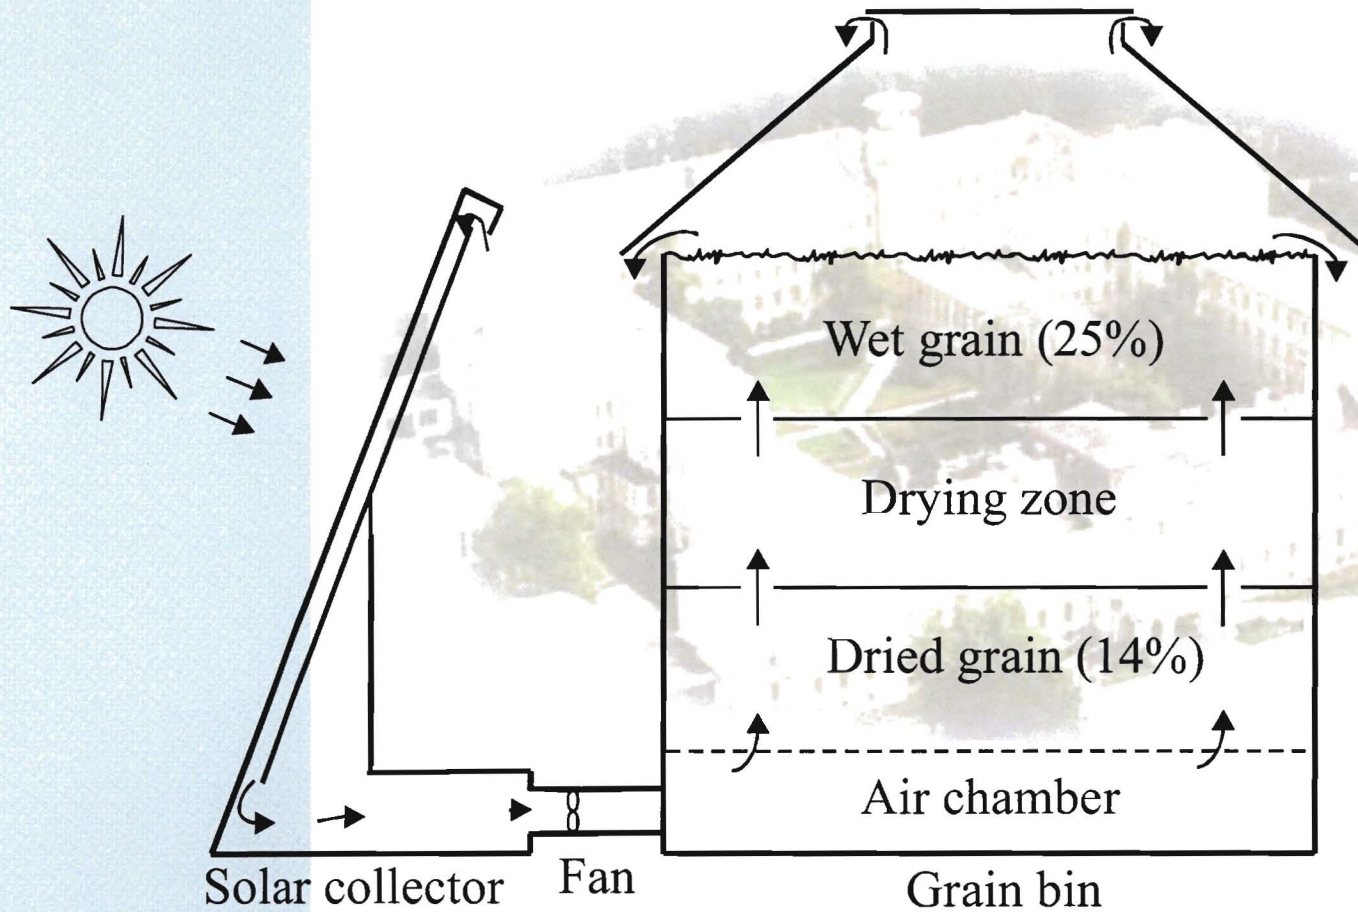 Wet grain (25%)
Drying zone
Dried grain (14%)
Air chamber
Solar collector
Fan
Grain bin